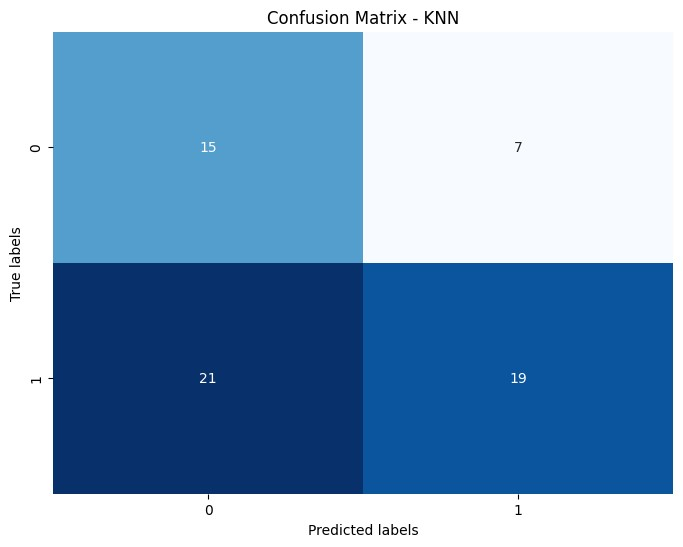 Confusion Matrix - KNN
True labels
0
15
7
1
21
19
0
1
Predicted labels